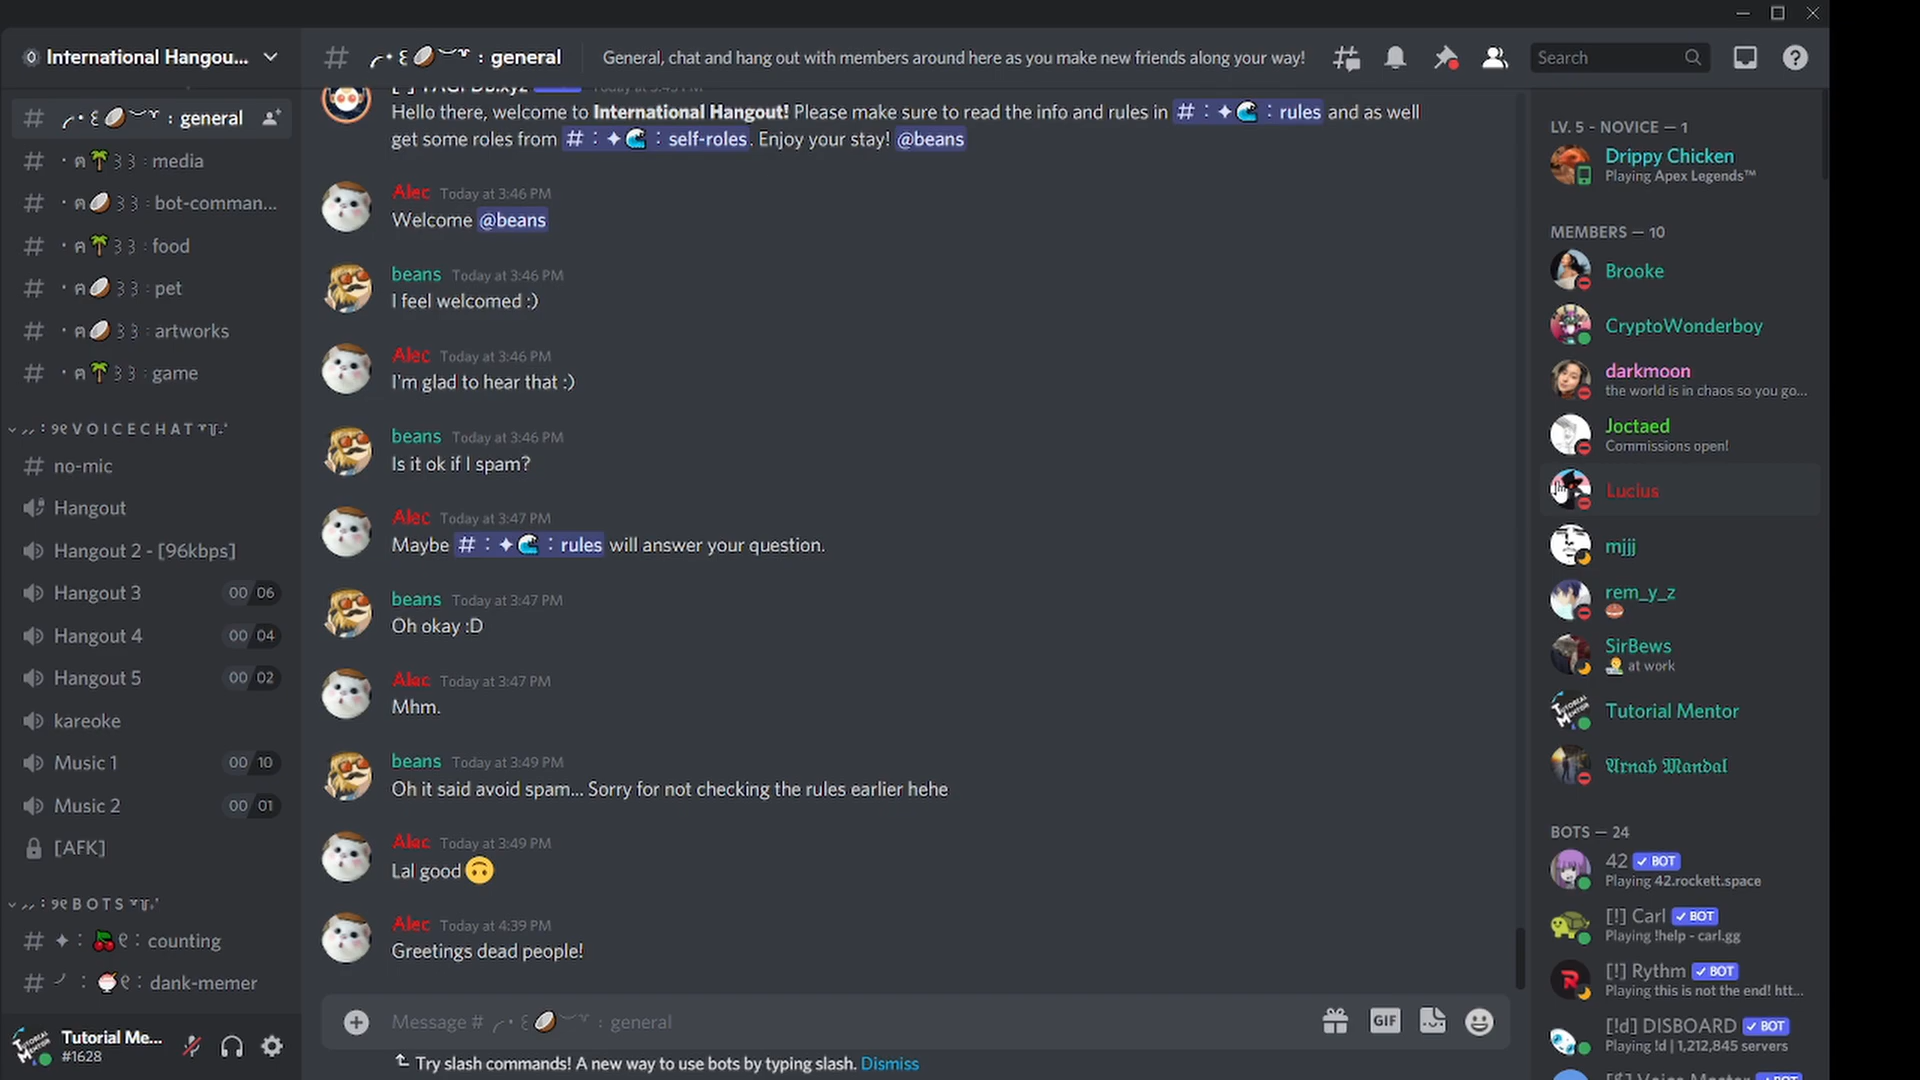 International Hangou...
: general
General, chat and hang out with members around here as you make new friends along your way!
Search
# : general
# : media
# : bot-comman...
# : food
# : pet
# : artworks
# : game
VOICECHAT
# no-mic
Hangout
Hangout 2 - [96kbps]
Hangout 3 00 06
Hangout 4 00 04
Hangout 5 00 02
kareoke
Music 1 00 10
Music 2 00 01
[AFK]
BOTS
# : counting
# : dank-memer
Tutorial Me...
#1628
Hello there, welcome to International Hangout! Please make sure to read the info and rules in # : ✦🌊 : rules and as well
get some roles from # : ✦🌊 : self-roles. Enjoy your stay! @beans
Alec Today at 3:46 PM
Welcome @beans
beans Today at 3:46 PM
I feel welcomed :)
Alec Today at 3:46 PM
I'm glad to hear that :)
beans Today at 3:46 PM
Is it ok if I spam?
Alec Today at 3:47 PM
Maybe # : ✦🌊 : rules will answer your question.
beans Today at 3:47 PM
Oh okay :D
Alec Today at 3:47 PM
Mhm.
beans Today at 3:49 PM
Oh it said avoid spam... Sorry for not checking the rules earlier hehe
Alec Today at 3:49 PM
Lal good 🙃
Alec Today at 4:39 PM
Greetings dead people!
Message # : general
GIF
Try slash commands! A new way to use bots by typing slash. Dismiss
LV. 5 - NOVICE — 1
Drippy Chicken
Playing Apex Legends™
MEMBERS — 10
Brooke
CryptoWonderboy
darkmoon
the world is in chaos so you go...
Joctaed
Commissions open!
Lucius
mjjj
rem_y_z
SirBews
at work
Tutorial Mentor
𝔄rnab 𝔐andal
BOTS — 24
42 ✓ BOT
Playing 42.rockett.space
[!] Carl ✓ BOT
Playing !help - carl.gg
[!] Rythm ✓ BOT
Playing this is not the end! htt...
[!d] DISBOARD ✓ BOT
Playing !d | 1,212,845 servers